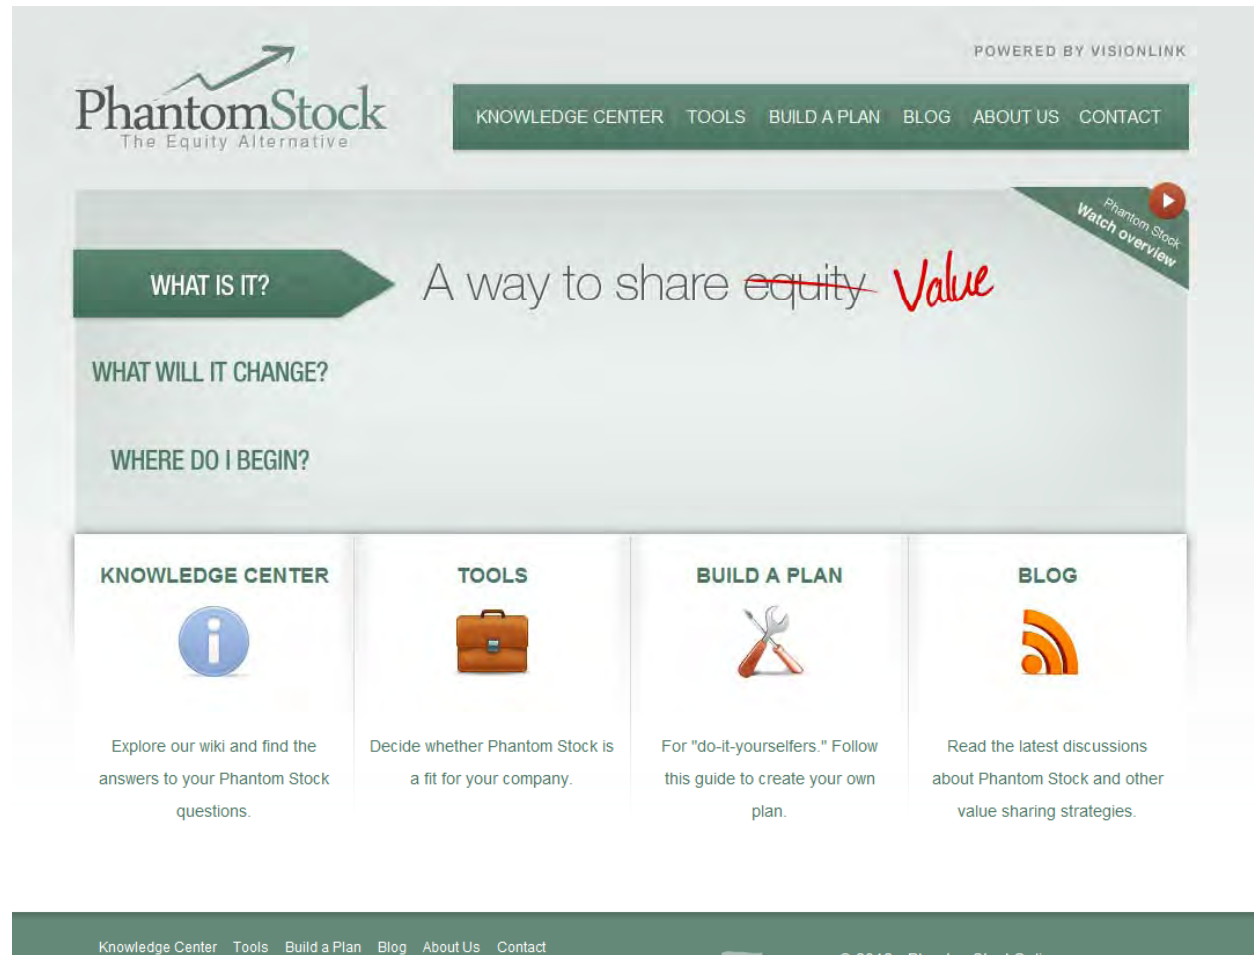 POWERED BY VISIONLINK
PhantomStock
The Equity Alternative
KNOWLEDGE CENTER TOOLS BUILD A PLAN BLOG ABOUT US CONTACT
Phantom Stock
Watch overview
WHAT IS IT?
A way to share equity Value
WHAT WILL IT CHANGE?
WHERE DO I BEGIN?
KNOWLEDGE CENTER
TOOLS
BUILD A PLAN
BLOG
Explore our wiki and find the
answers to your Phantom Stock
questions.
Decide whether Phantom Stock is
a fit for your company.
For "do-it-yourselfers." Follow
this guide to create your own
plan.
Read the latest discussions
about Phantom Stock and other
value sharing strategies.
Knowledge Center Tools Build a Plan Blog About Us Contact